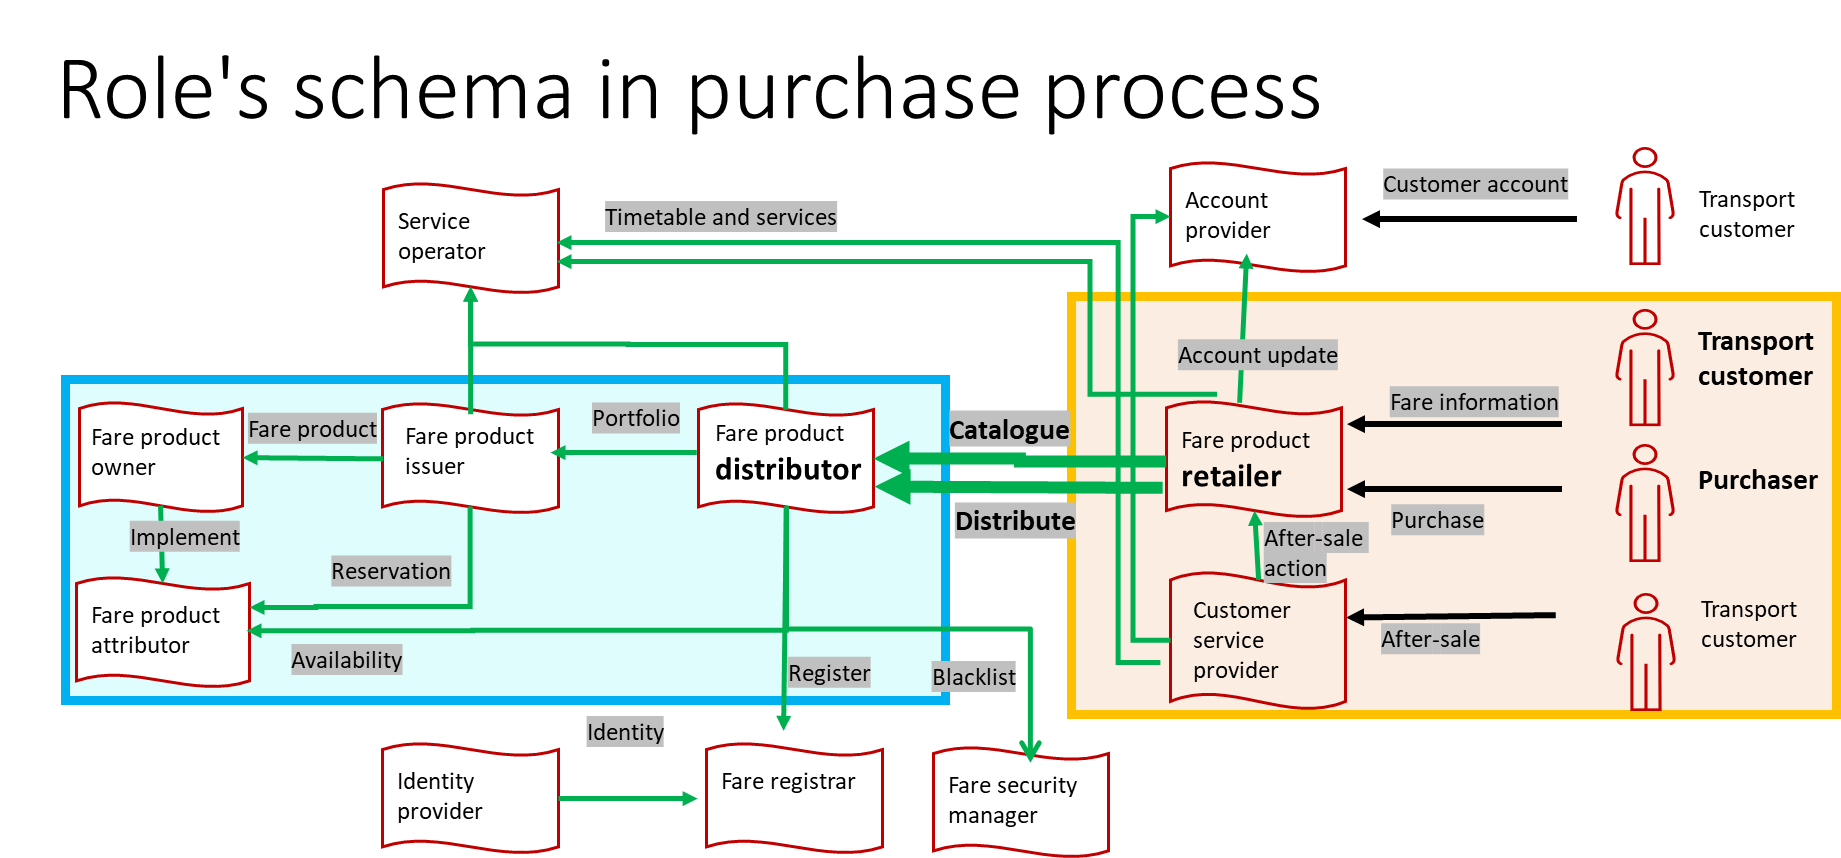 Role's schema in purchase process
Service
operator
Timetable and services
Account
provider
Customer account
Transport
customer
Account update
Transport
customer
Fare product
owner
Fare product
Fare product
issuer
Portfolio
Fare product
distributor
Catalogue
Distribute
Fare product
retailer
Fare information
Purchase
Purchaser
Implement
Reservation
After-sale
action
Fare product
attributor
Availability
Register
Blacklist
Customer
service
provider
After-sale
Transport
customer
Identity
Identity
provider
Fare registrar
Fare security
manager